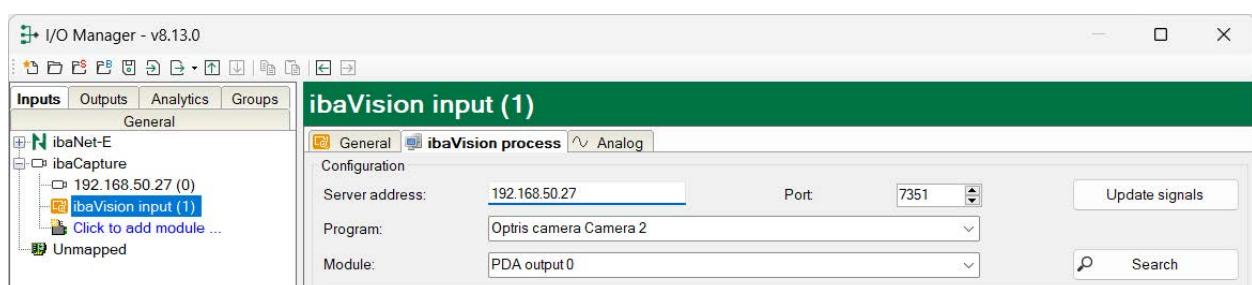 I/O Manager - v8.13.0
Inputs Outputs Analytics Groups
General
ibaNet-E
ibaCapture
192.168.50.27 (0)
ibaVision input (1)
Click to add module ...
Unmapped
ibaVision input (1)
General ibaVision process Analog
Configuration
Server address: 192.168.50.27 Port: 7351 Update signals
Program: Optris camera Camera 2
Module: PDA output 0 Search